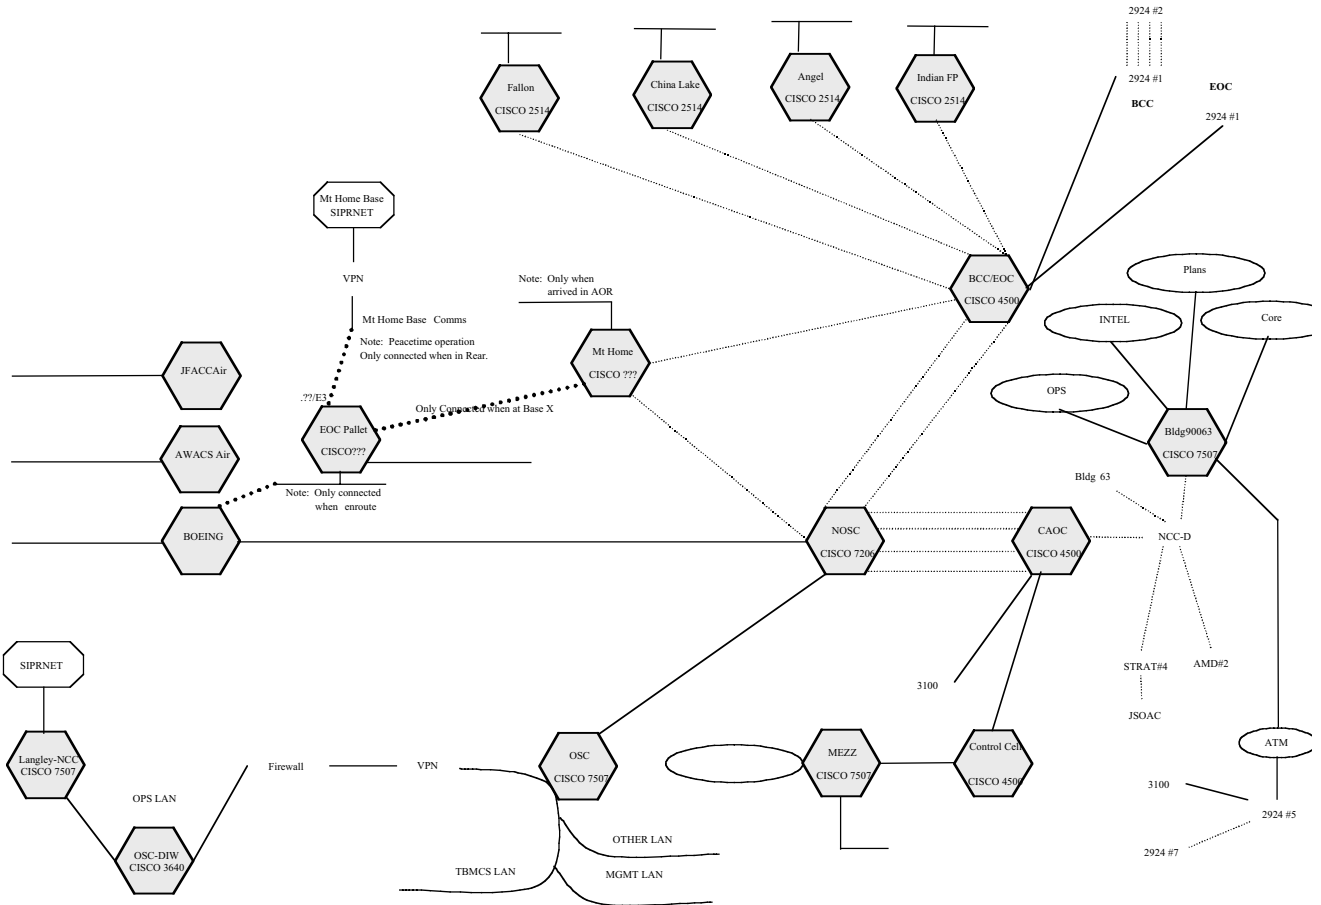 2924 #2
2924 #1
BCC
EOC
2924 #1
Fallon
CISCO 2514
China Lake
CISCO 2514
Angel
CISCO 2514
Indian FP
CISCO 2514
Mt Home Base
SIPRNET
VPN
Mt Home Base Comms
Note: Peacetime operation
Only connected when in Rear.
Note: Only when
arrived in AOR
BCC/EOC
CISCO 4500
Plans
INTEL
Core
OPS
Mt Home
CISCO ???
JFACCAir
.??/E3
Only Connected when at Base X
EOC Pallet
CISCO???
AWACS Air
Note: Only connected
when enroute
BOEING
Bldg90063
CISCO 7507
Bldg 63
NOSC
CISCO 7206
CAOC
CISCO 4500
NCC-D
STRAT#4
AMD#2
JSOAC
3100
SIPRNET
Langley-NCC
CISCO 7507
OPS LAN
OSC-DIW
CISCO 3640
Firewall
VPN
OSC
CISCO 7507
OTHER LAN
TBMCS LAN
MGMT LAN
MEZZ
CISCO 7507
Control Cell
CISCO 4500
ATM
3100
2924 #5
2924 #7